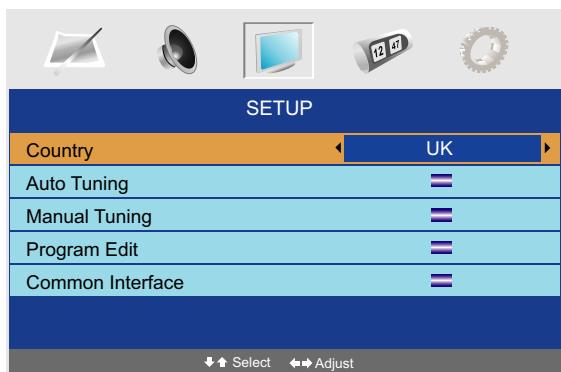 12 47
SETUP
Country UK
Auto Tuning
Manual Tuning
Program Edit
Common Interface
Select Adjust